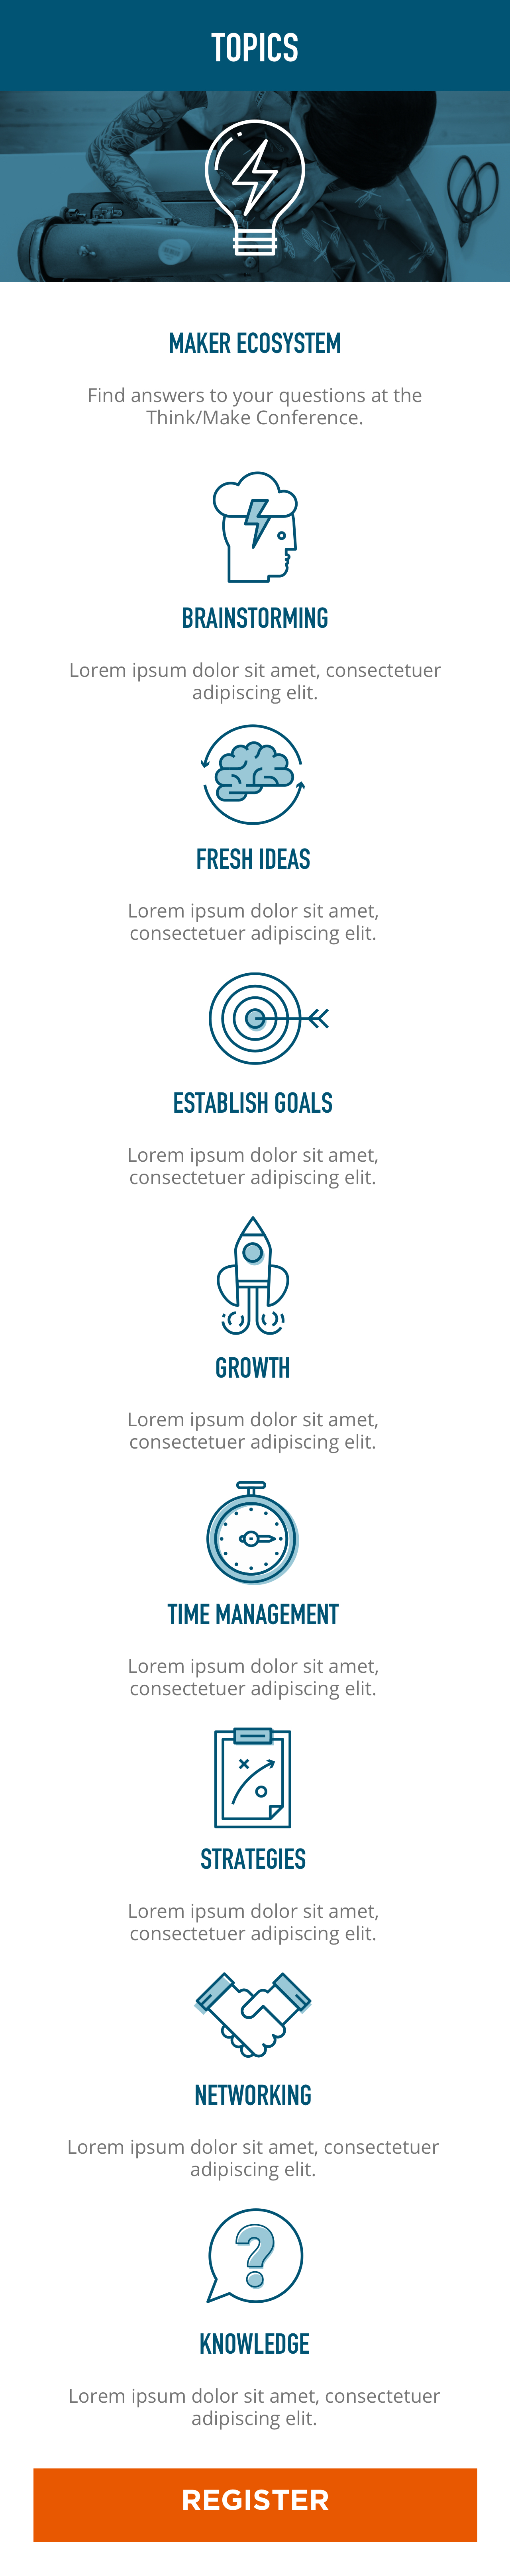 TOPICS
MAKER ECOSYSTEM
Find answers to your questions at the
Think/Make Conference.
BRAINSTORMING
Lorem ipsum dolor sit amet, consectetuer
adipiscing elit.
FRESH IDEAS
Lorem ipsum dolor sit amet,
consectetuer adipiscing elit.
ESTABLISH GOALS
Lorem ipsum dolor sit amet,
consectetuer adipiscing elit.
GROWTH
Lorem ipsum dolor sit amet,
consectetuer adipiscing elit.
TIME MANAGEMENT
Lorem ipsum dolor sit amet,
consectetuer adipiscing elit.
STRATEGIES
Lorem ipsum dolor sit amet,
consectetuer adipiscing elit.
NETWORKING
Lorem ipsum dolor sit amet, consectetuer
adipiscing elit.
?
KNOWLEDGE
Lorem ipsum dolor sit amet, consectetuer
adipiscing elit.
REGISTER